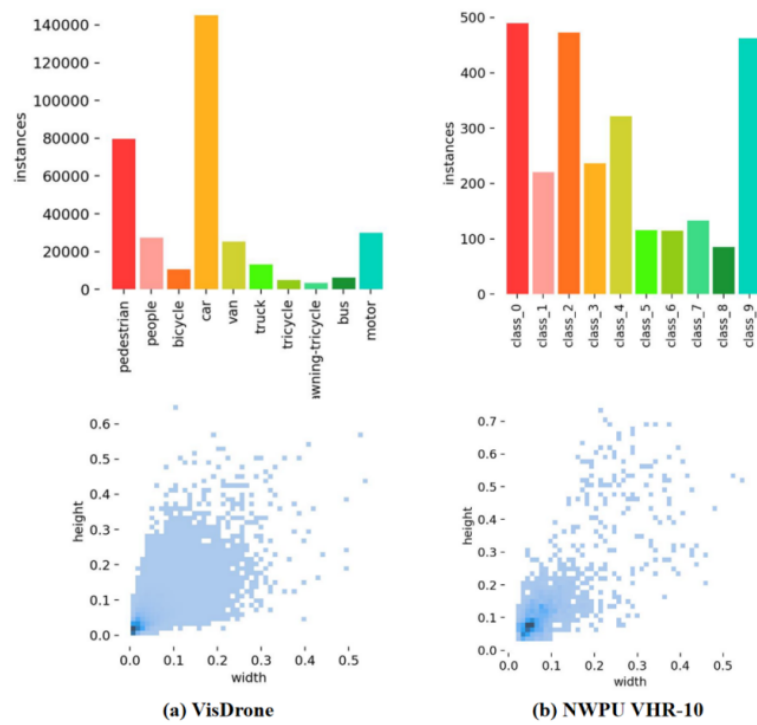 140000
120000
100000
80000
60000
40000
20000
0
instances
pedestrian
people
bicycle
car
van
truck
tricycle
awning-tricycle
bus
motor
500
400
300
200
100
0
instances
class_0
class_1
class_2
class_3
class_4
class_5
class_6
class_7
class_8
class_9
0.6
0.5
0.4
0.3
0.2
0.1
0.0
height
0.0 0.1 0.2 0.3 0.4 0.5
width
0.7
0.6
0.5
0.4
0.3
0.2
0.1
0.0
height
0.0 0.1 0.2 0.3 0.4 0.5
width
(a) VisDrone
(b) NWPU VHR-10